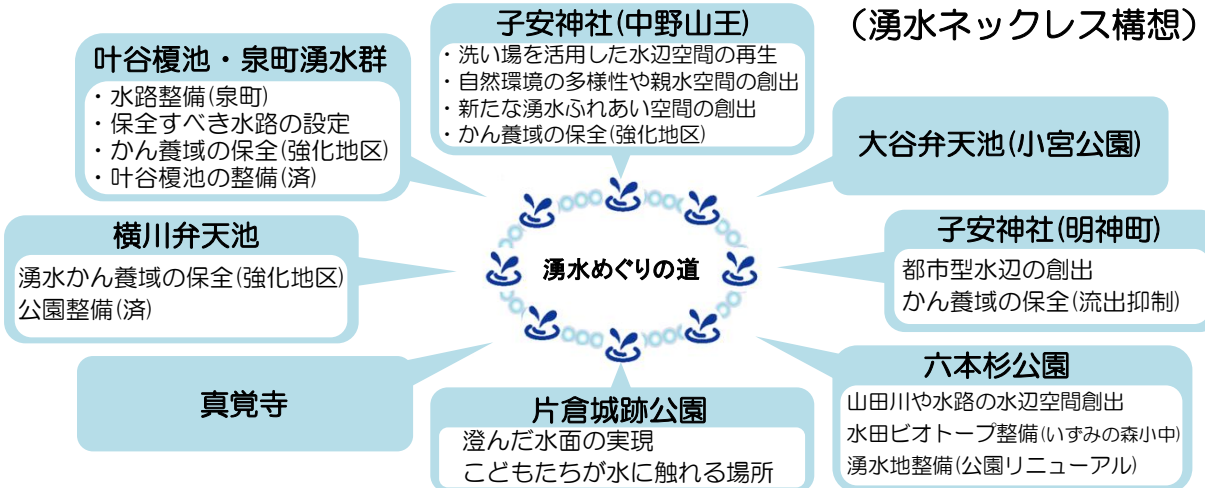 (湧水ネックレス構想)
叶谷榎池・泉町湧水群
・水路整備(泉町)
・保全すべき水路の設定
・かん養域の保全(強化地区)
・叶谷榎池の整備(済)
子安神社(中野山王)
・洗い場を活用した水辺空間の再生
・自然環境の多様性や親水空間の創出
・新たな湧水ふれあい空間の創出
・かん養域の保全(強化地区)
大谷弁天池(小宮公園)
横川弁天池
湧水かん養域の保全(強化地区)
公園整備(済)
湧水めぐりの道
子安神社(明神町)
都市型水辺の創出
かん養域の保全(流出抑制)
真覚寺
片倉城跡公園
澄んだ水面の実現
こどもたちが水に触れる場所
六本杉公園
山田川や水路の水辺空間創出
水田ビオトープ整備(いずみの森小中)
湧水地整備(公園リニューアル)